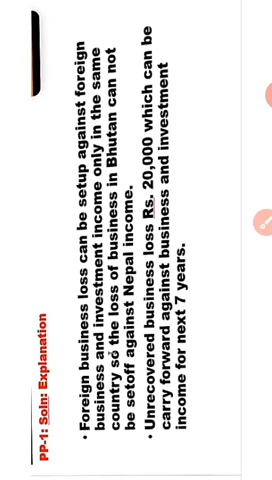 PP-1: Soln: Explanation
• Foreign business loss can be setup against foreign
business and investment income only in the same
country so the loss of business in Bhutan can not
be setoff against Nepal income.
• Unrecovered business loss Rs. 20,000 which can be
carry forward against business and investment
income for next 7 years.